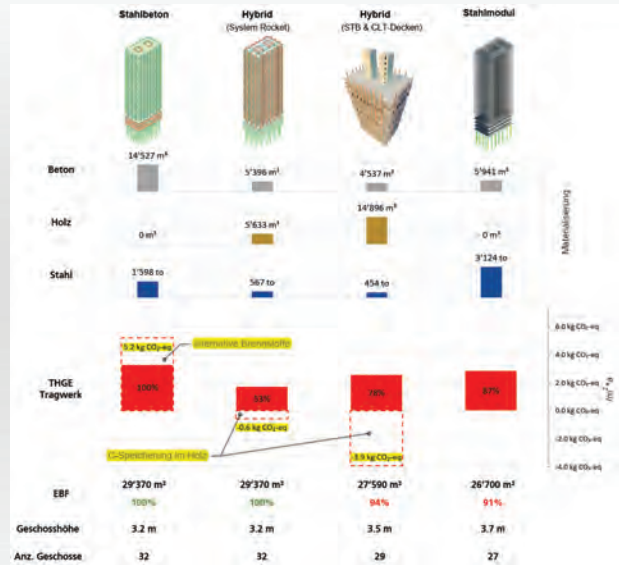 Stahlbeton
Hybrid
(System Rocket)
Hybrid
(STB & CLT-Decken)
Stahlmodul
Beton
14'527 m³
5'396 m³
4'537 m³
5'941 m³
Holz
0 m³
5'633 m³
14'896 m³
0 m³
Stahl
1'598 to
567 to
454 to
3'124 to
Materialisierung
THGE
Tragwerk
5.2 kg CO₂-eq
alternative Brennstoffe
100%
53%
78%
87%
-0.6 kg CO₂-eq
-3.9 kg CO₂-eq
C-Speicherung im Holz
6.0 kg CO₂-eq
4.0 kg CO₂-eq
2.0 kg CO₂-eq
0.0 kg CO₂-eq
-2.0 kg CO₂-eq
-4.0 kg CO₂-eq
/m²*a
EBF
29'370 m²
29'370 m²
27'590 m²
26'700 m²
100%
100%
94%
91%
Geschosshöhe
3.2 m
3.2 m
3.5 m
3.7 m
Anz. Geschosse
32
32
29
27